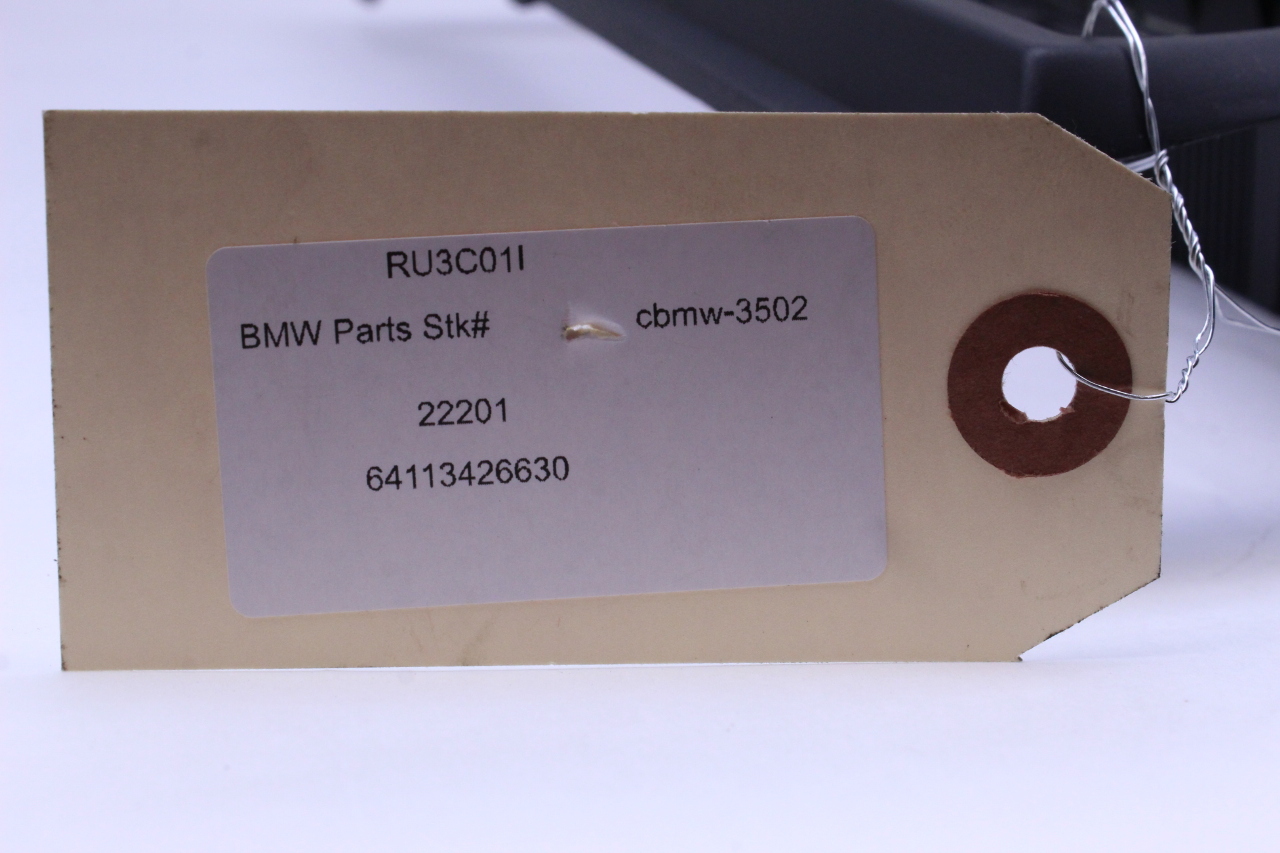 RU3C01I
BMW Parts Stk# cbmw-3502
22201
64113426630